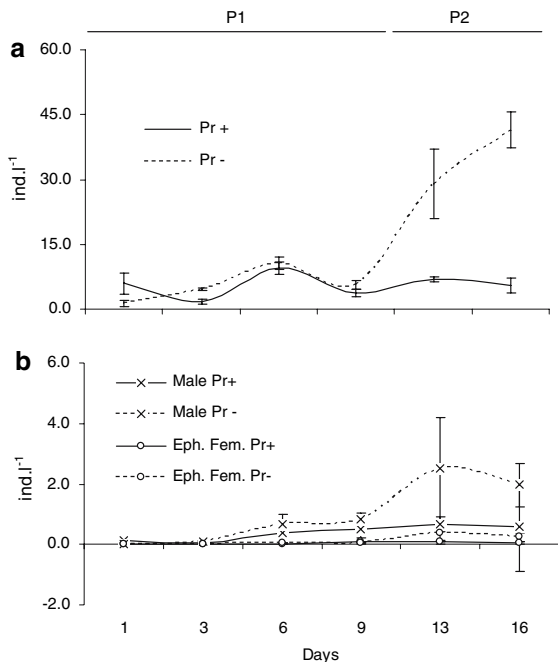 P1 P2
a
60.0
45.0
30.0
15.0
0.0
ind.l⁻¹
Pr +
Pr -
b
6.0
4.0
2.0
0.0
-2.0
ind.l⁻¹
Male Pr+
Male Pr -
Eph. Fem. Pr+
Eph. Fem. Pr-
1 3 6 9 13 16
Days